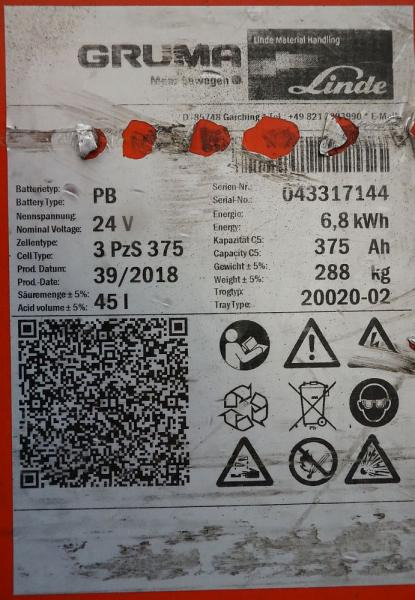 GRUMA
Linde Material Handling
Linde
D-85748 Garching
Batterietyp:
Battery Type:
PB
Serien-Nr.:
Serial-No.:
043317144
Nennspannung:
Nominal Voltage:
24 V
Energie:
Energy:
6,8 kWh
Zellentype:
Cell Type:
3 PzS 375
Kapazität C5:
Capacity C5:
375 Ah
Prod. Datum:
Prod.-Date:
39/2018
Gewicht ± 5%:
Weight ± 5%:
288 kg
Säuremenge ± 5%:
Acid volume ± 5%:
45 l
Trogtyp:
Tray Type:
20020-02
Pb